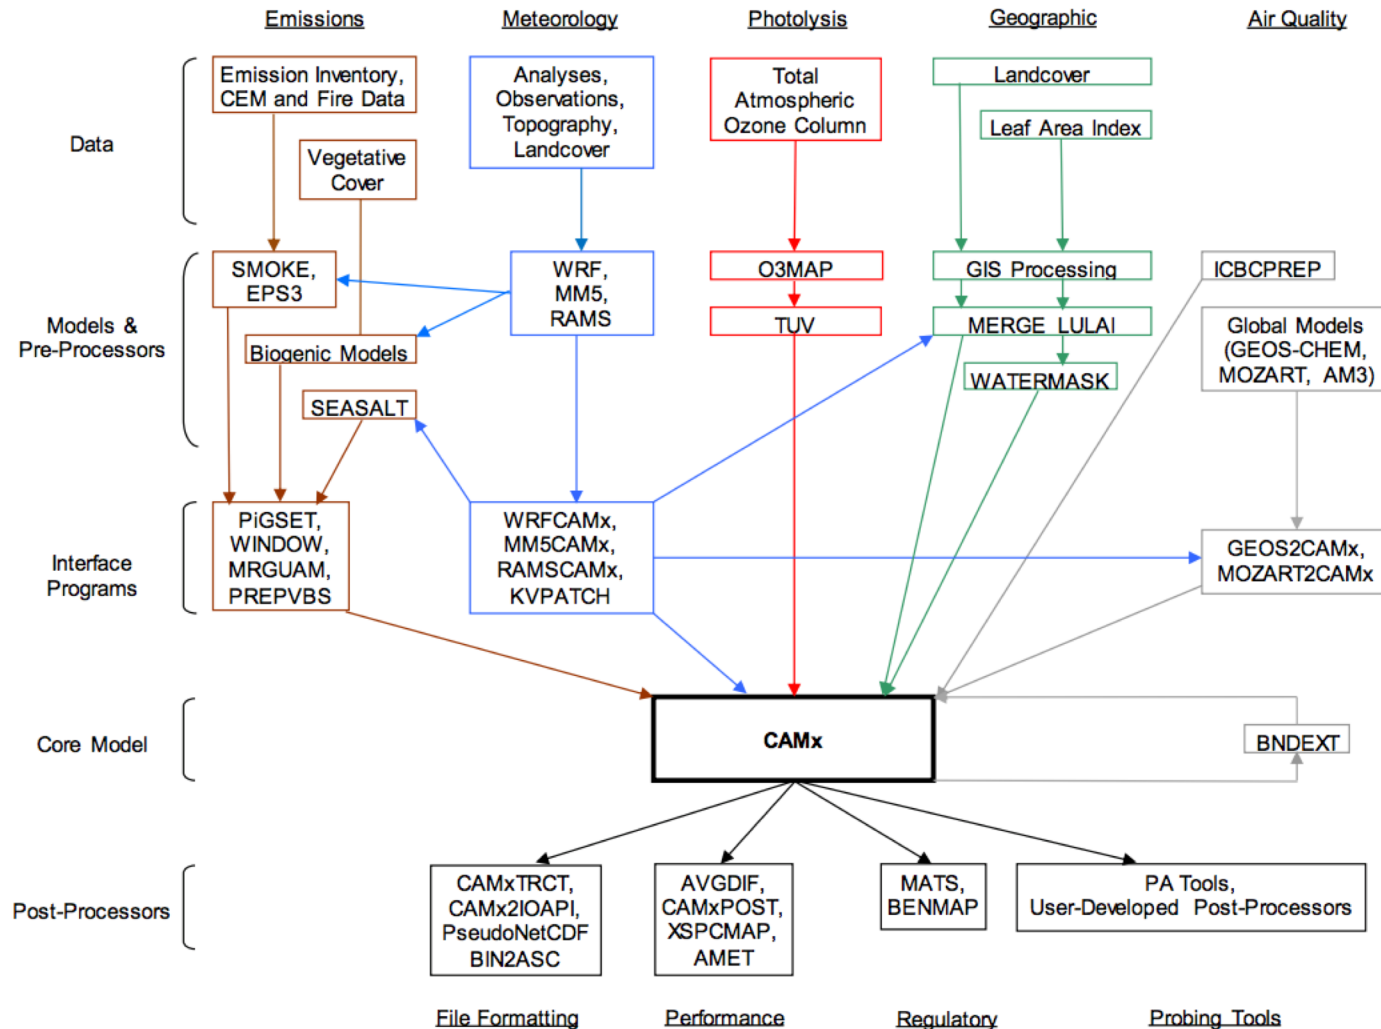 Emissions
Meteorology
Photolysis
Geographic
Air Quality
Data
Emission Inventory,
CEM and Fire Data
Vegetative
Cover
Analyses,
Observations,
Topography,
Landcover
Total
Atmospheric
Ozone Column
Landcover
Leaf Area Index
Models &
Pre-Processors
SMOKE,
EPS3
Biogenic Models
SEASALT
WRF,
MM5,
RAMS
O3MAP
TUV
GIS Processing
MERGE LULAI
WATERMASK
ICBCPREP
Global Models
(GEOS-CHEM,
MOZART, AM3)
Interface
Programs
PiGSET,
WINDOW,
MRGUAM,
PREPVBS
WRFCAMx,
MM5CAMx,
RAMSCAMx,
KVPATCH
GEOS2CAMx,
MOZART2CAMx
Core Model
CAMx
BNDEXT
Post-Processors
CAMxTRCT,
CAMx2IOAPI,
PseudoNetCDF
BIN2ASC
AVGDIF,
CAMxPOST,
XSPCMAP,
AMET
MATS,
BENMAP
PA Tools,
User-Developed Post-Processors
File Formatting
Performance
Regulatory
Probing Tools